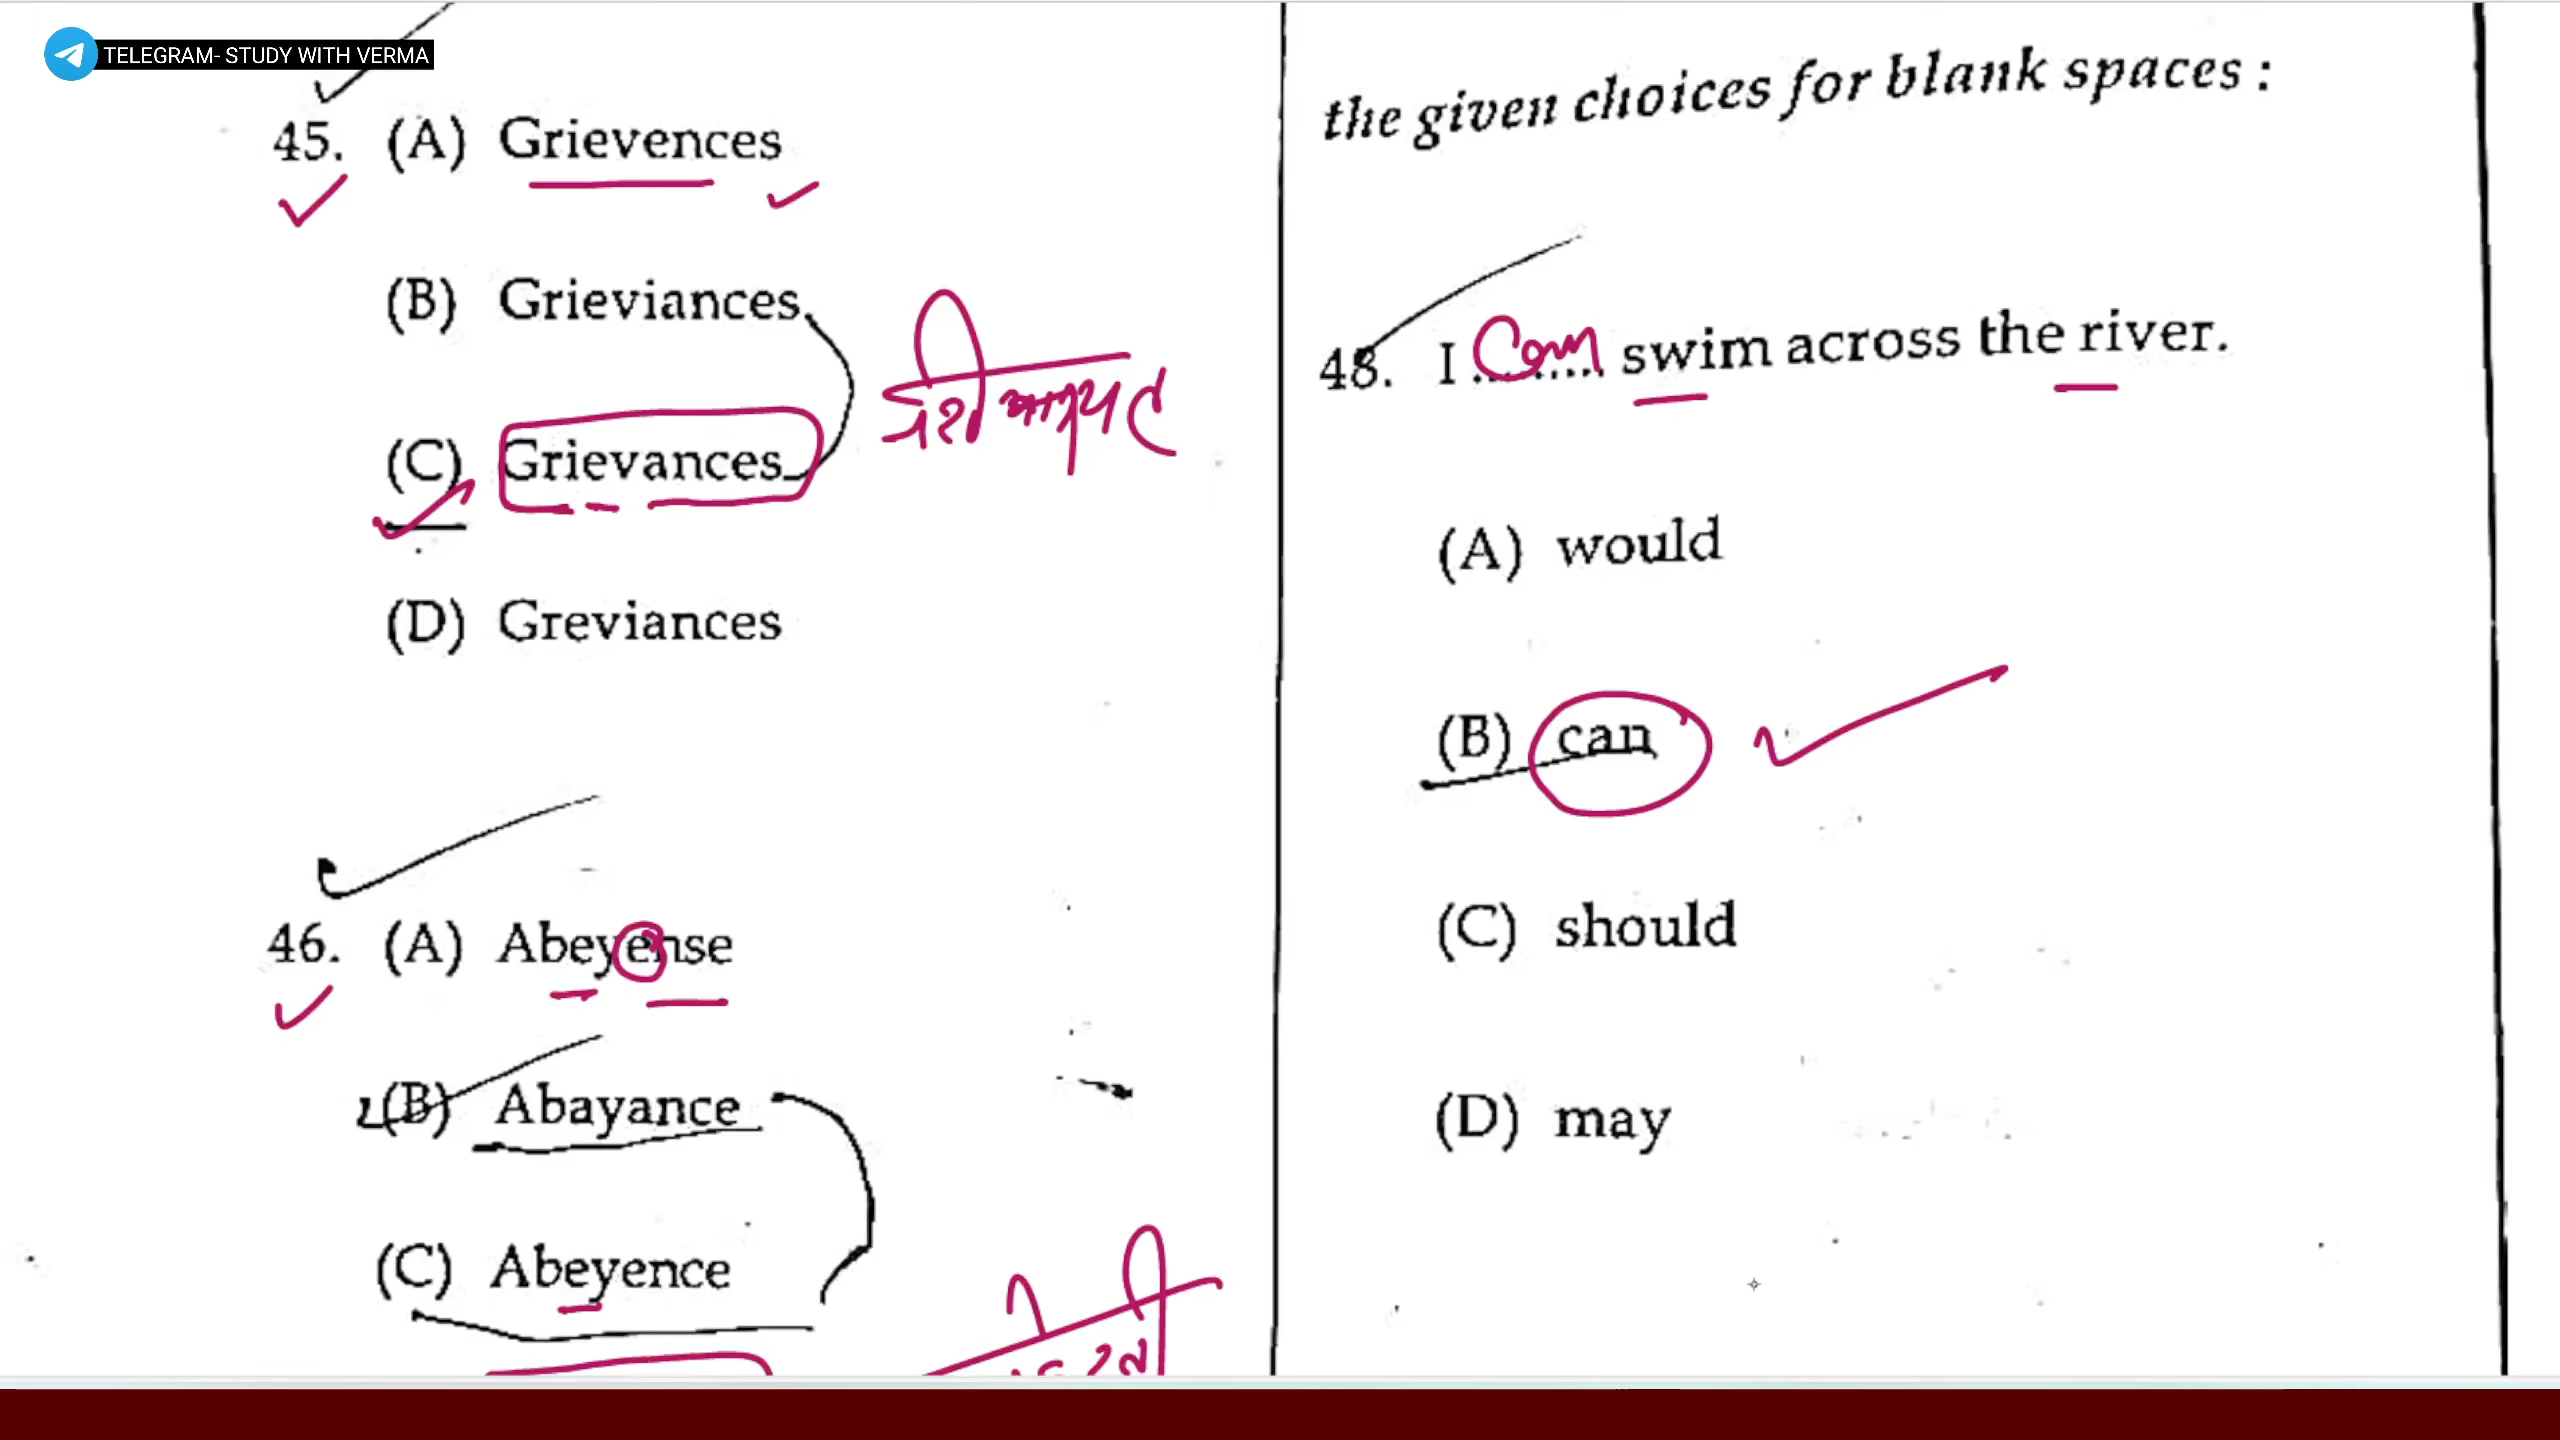 TELEGRAM- STUDY WITH VERMA
45. (A) Grievences
(B) Grieviances
(C) Grievances
(D) Greviances
46. (A) Abeyense
(B) Abayance
(C) Abeyence
the given choices for blank spaces :
48. I ......... swim across the river.
can
(A) would
(B) can
(C) should
(D) may